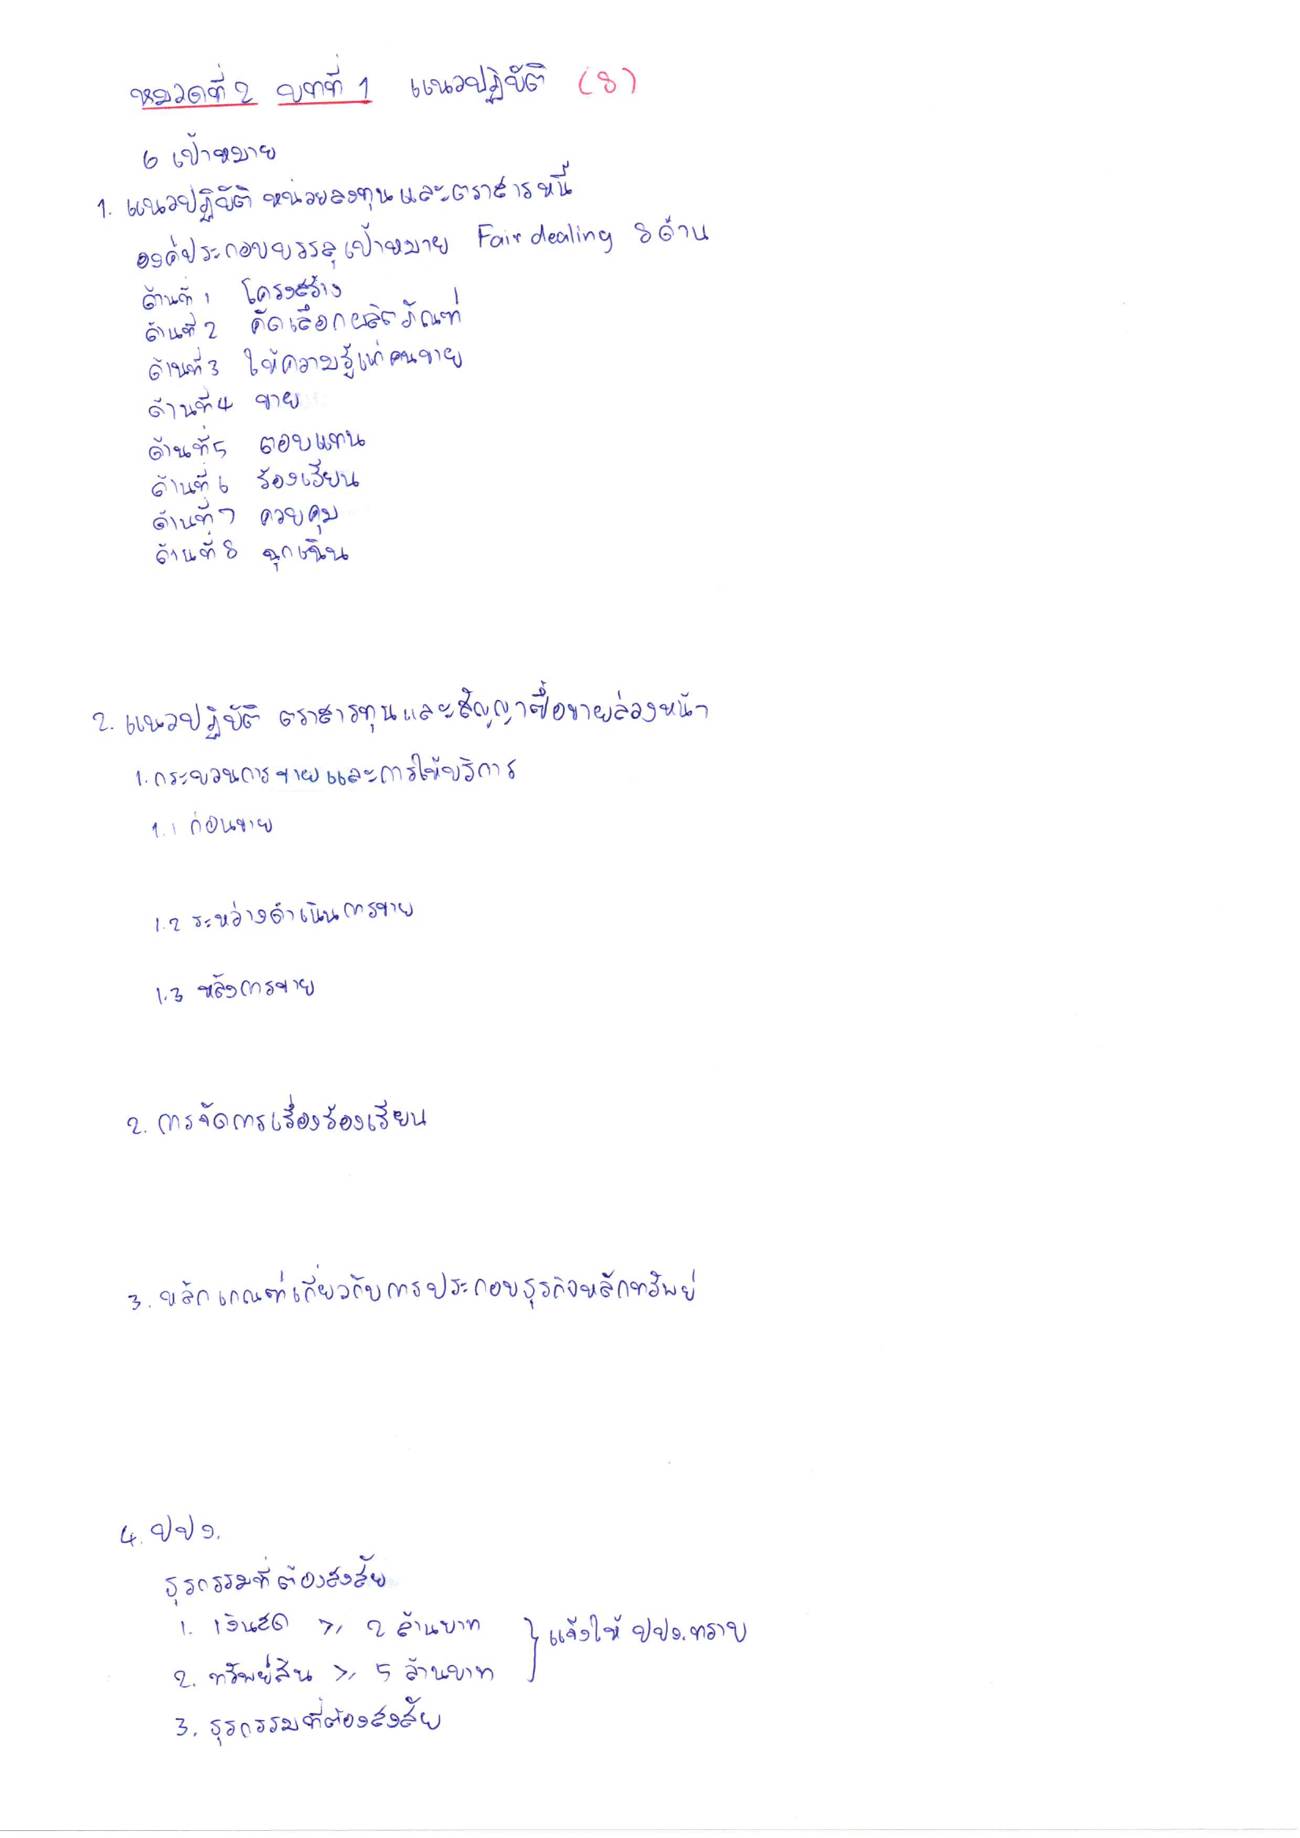 หมวดที่ 2 บทที่ 1 แนวปฏิบัติ (8)
6 เป้าหมาย
1. แนวปฏิบัติ หน่วยลงทุนและตราสารหนี้
องค์ประกอบบรรลุเป้าหมาย Fair dealing 8 ด้าน
ด้านที่ 1 โครงสร้าง
ด้านที่ 2 คัดเลือกผลิตภัณฑ์
ด้านที่ 3 ให้ความรู้แก่คนขาย
ด้านที่ 4 ขาย
ด้านที่ 5 ตอบแทน
ด้านที่ 6 ร้องเรียน
ด้านที่ 7 ควบคุม
ด้านที่ 8 ฉุกเฉิน
2. แนวปฏิบัติ ตราสารทุนและสัญญาซื้อขายล่วงหน้า
1. กระบวนการขายและการให้บริการ
1.1 ก่อนขาย
1.2 ระหว่างดำเนินการขาย
1.3 หลังการขาย
2. การจัดการเรื่องร้องเรียน
3. หลักเกณฑ์เกี่ยวกับการประกอบธุรกิจหลักทรัพย์
4. ปปง.
ธุรกรรมที่ต้องสงสัย
1. เงินสด ≥ 2 ล้านบาท } แจ้งให้ ปปง. ทราบ
2. ทรัพย์สิน ≥ 5 ล้านบาท
3. ธุรกรรมที่ต้องสงสัย